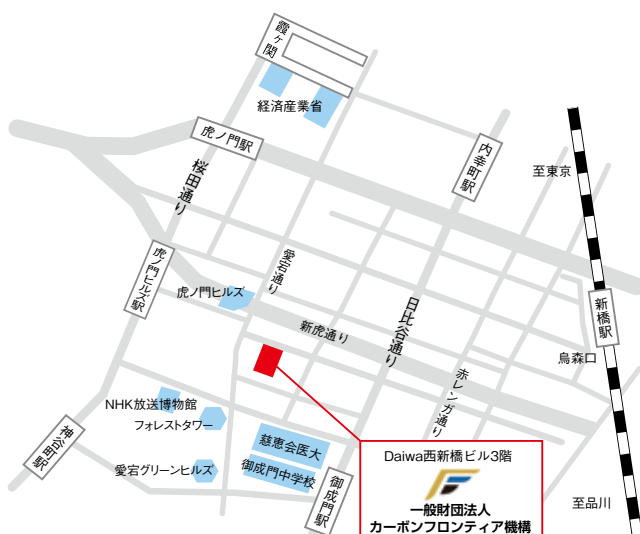 霞ヶ関
経済産業省
虎ノ門駅
内幸町駅
至東京
桜田通り
愛宕通り
虎ノ門ヒルズ駅
虎ノ門ヒルズ
新虎通り
日比谷通り
新橋駅
烏森口
赤レンガ通り
NHK放送博物館
フォレストタワー
神谷町駅
慈恵会医大
愛宕グリーンヒルズ
御成門中学校
御成門駅
Daiwa西新橋ビル3階
一般財団法人
カーボンフロンティア機構
至品川